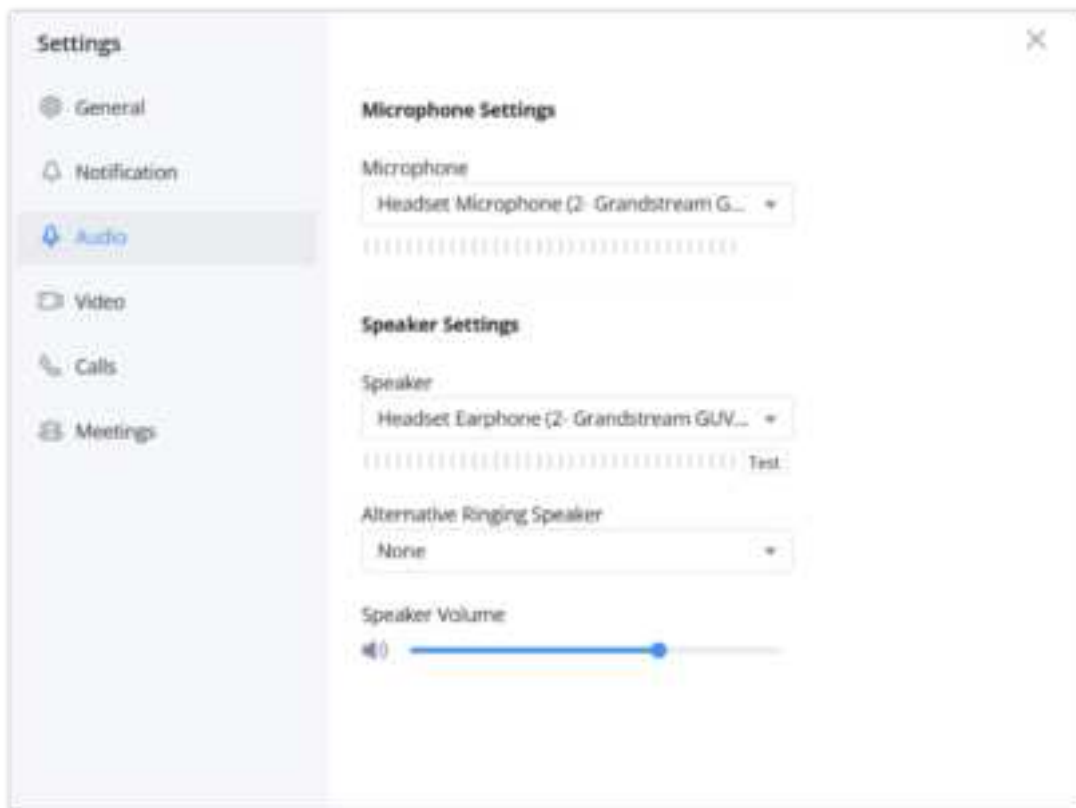 Settings
General
Notification
Audio
Video
Calls
Meetings
Microphone Settings
Microphone
Headset Microphone (2- Grandstream G...
Speaker Settings
Speaker
Headset Earphone (2- Grandstream GUV...
Test
Alternative Ringing Speaker
None
Speaker Volume